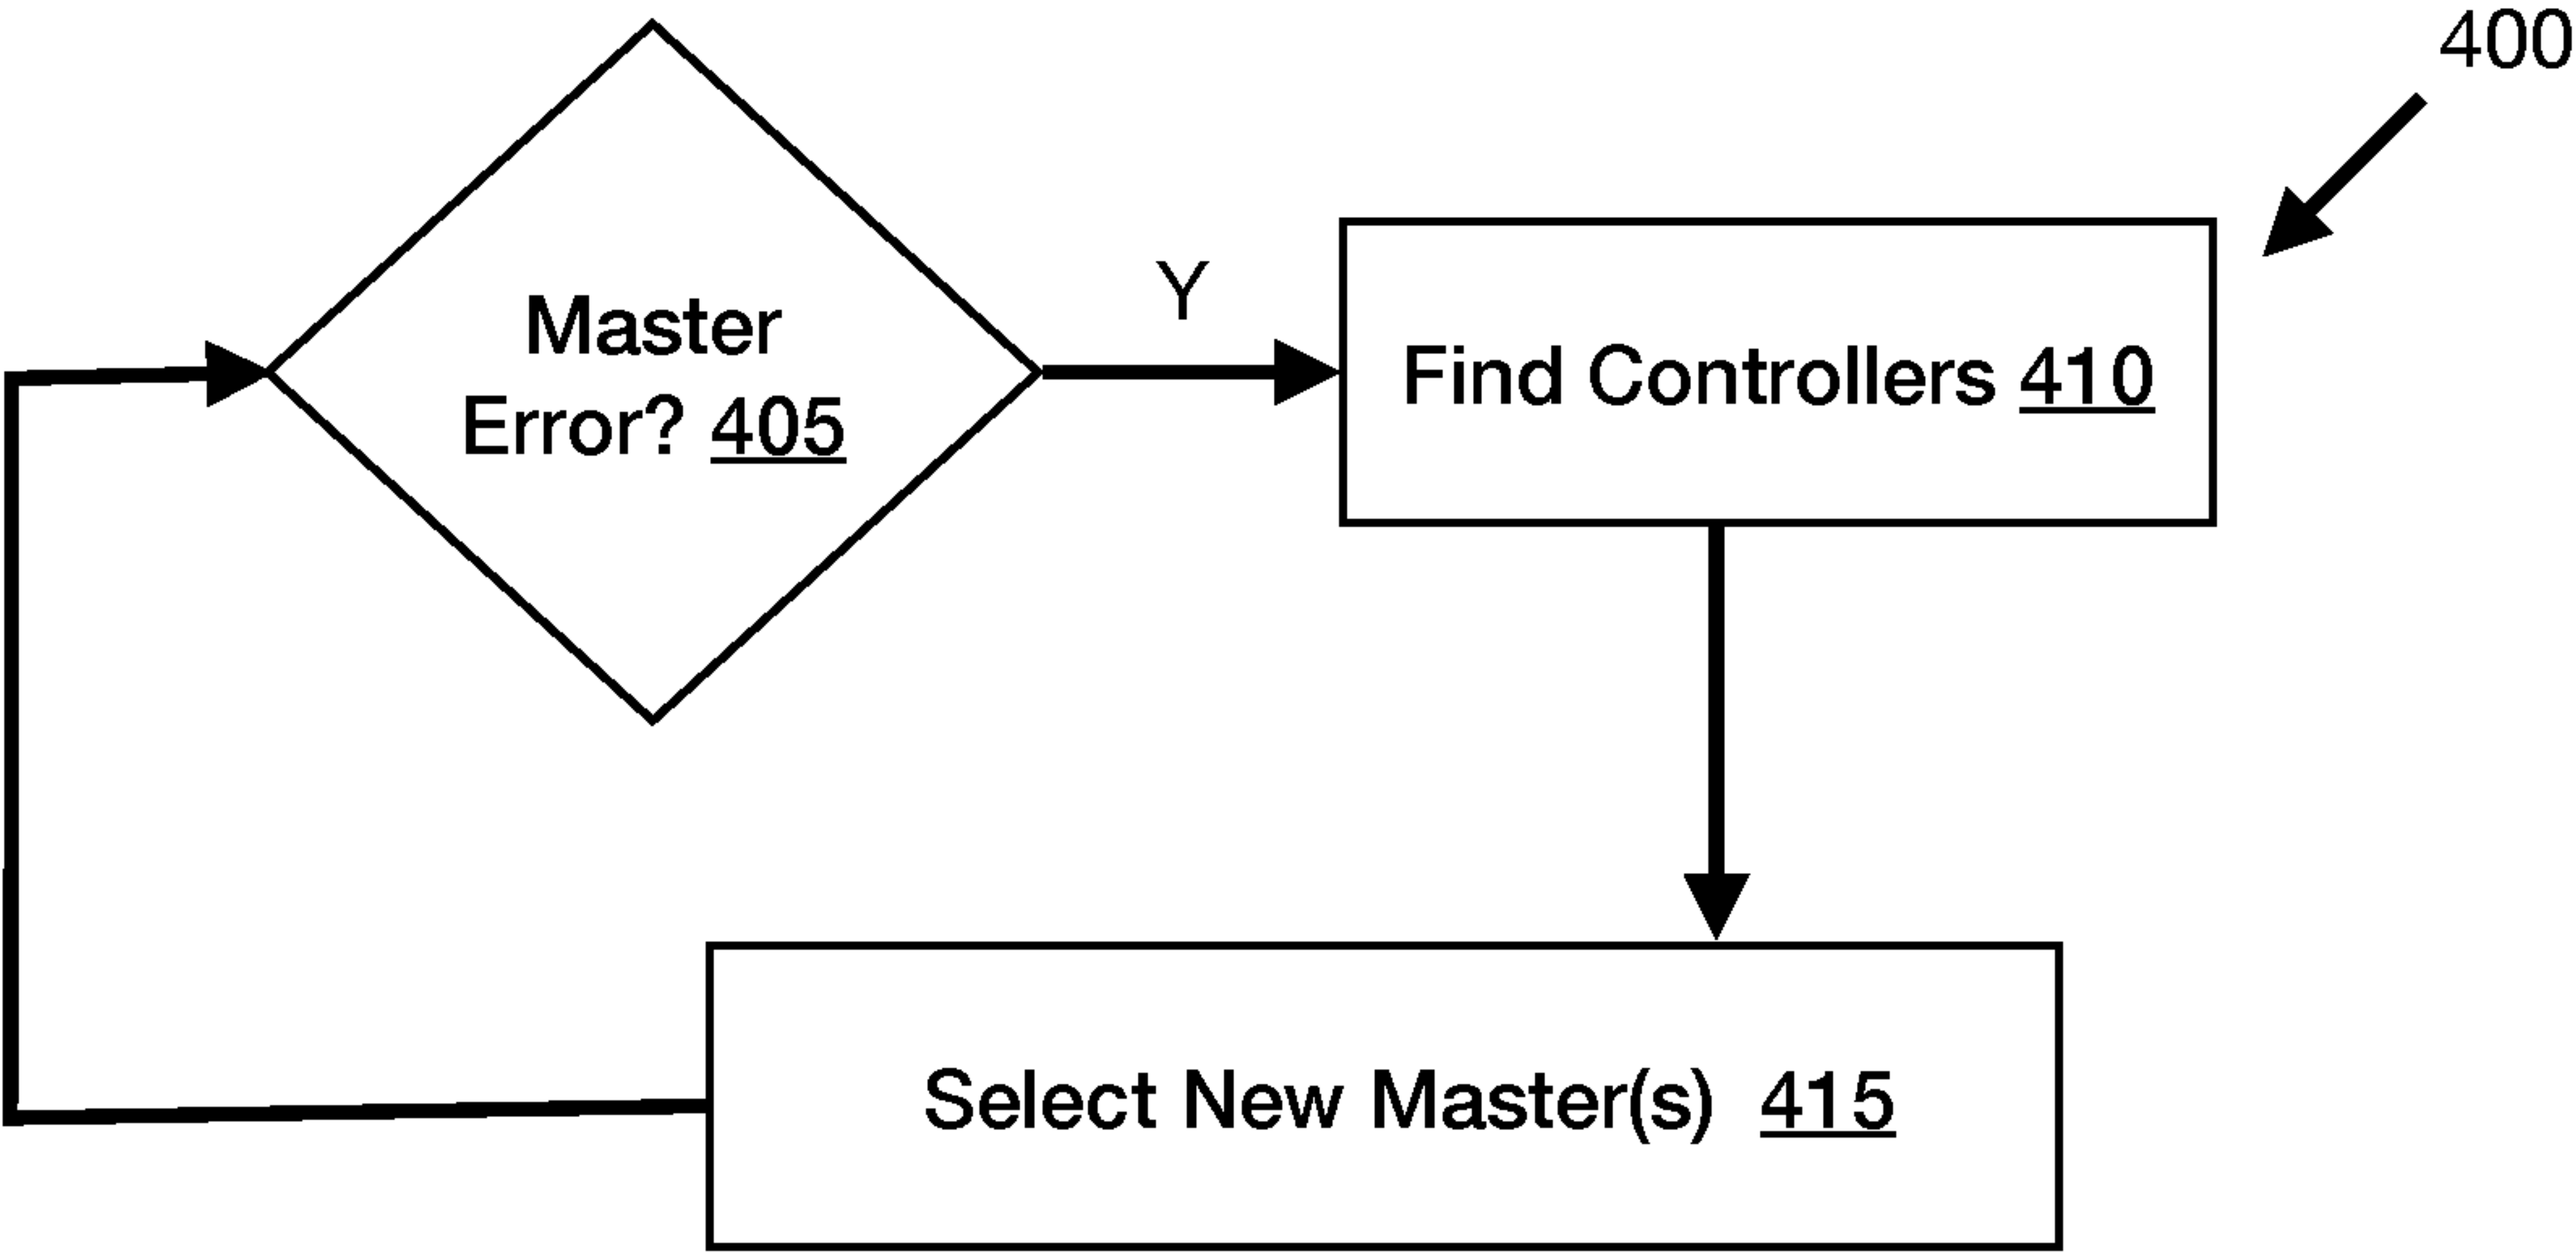 400
Y
Master
Error? 405
Find Controllers 410
Select New Master(s) 415